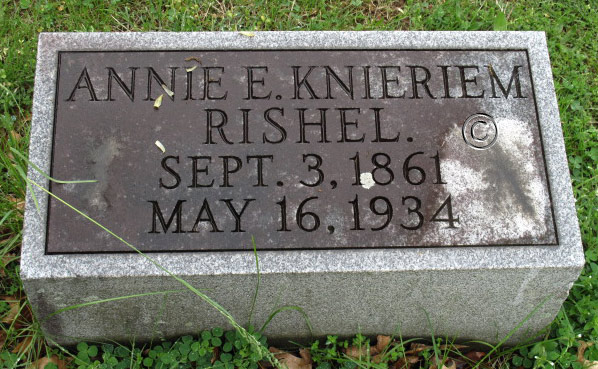 ANNIE E. KNIERIEM
RISHEL. ©
SEPT. 3, 1861
MAY 16, 1934